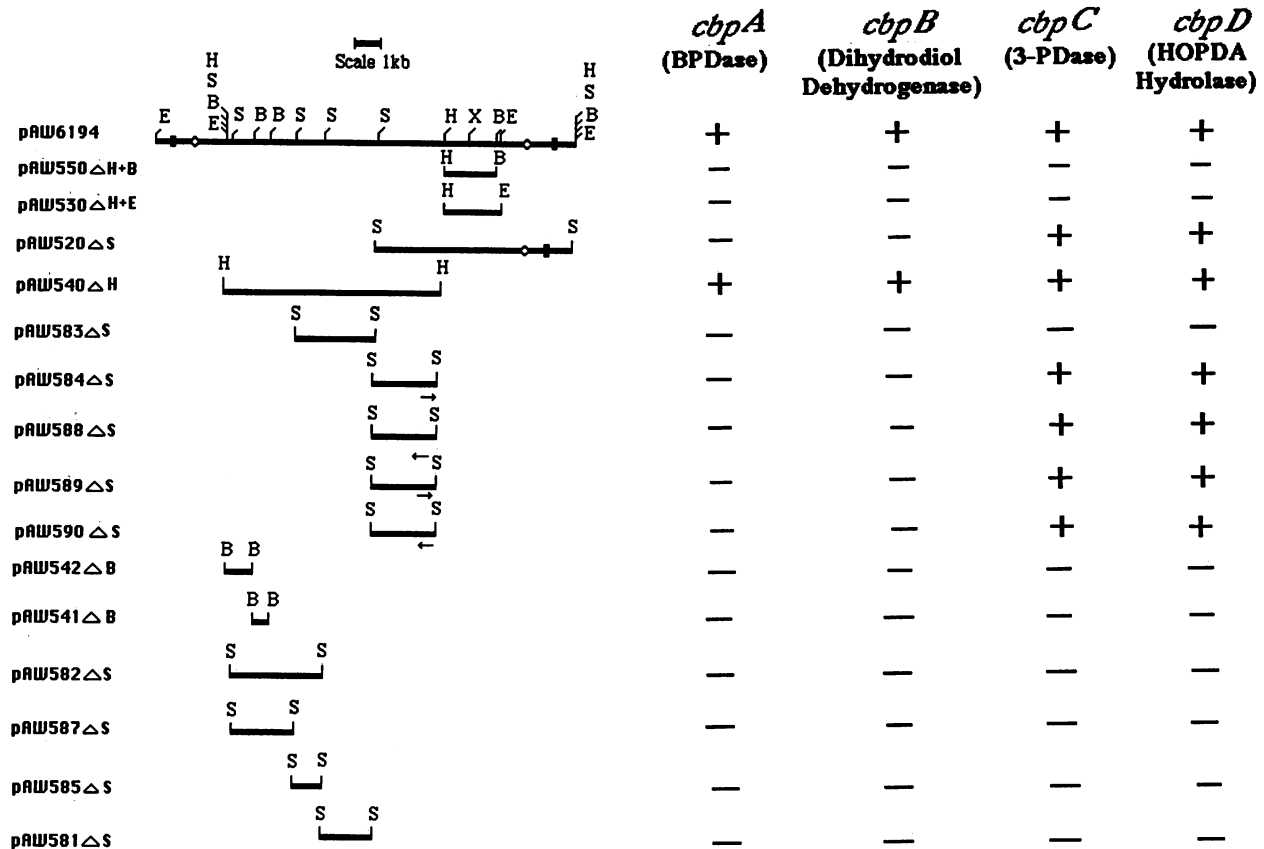 cbpA cbpB cbpC cbpD
(BPDase) (Dihydrodiol Dehydrogenase) (3-PDase) (HOPDA Hydrolase)
Scale 1kb
H S B E H S B E
E S B B S S S H X B E
pAW6194 + + + +
H B
pAW550 △ H+B − − − −
H E
pAW530 △ H+E − − − −
S S
pAW520 △ S − − + +
H H
pAW540 △ H + + + +
S S
pAW583 △ S − − − −
S S
pAW584 △ S → − − + +
S S
pAW588 △ S ← − − + +
S S
pAW589 △ S → − − + +
S S
pAW590 △ S ← − − + +
B B
pAW542 △ B − − − −
B B
pAW541 △ B − − − −
S S
pAW582 △ S − − − −
S S
pAW587 △ S − − − −
S S
pAW585 △ S − − − −
S S
pAW581 △ S − − − −